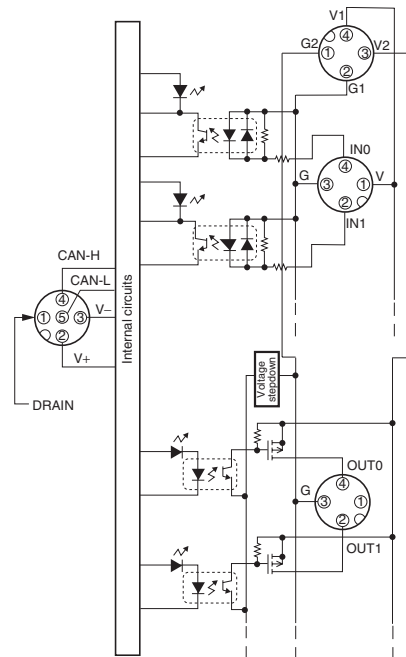 V1
G2
④
①
③
②
V2
G1
IN0
④
G
③
①
V
②
IN1
CAN-H
CAN-L
④
①
⑤
③
V−
②
V+
DRAIN
Internal circuits
Voltage
stepdown
OUT0
④
G
③
①
②
OUT1